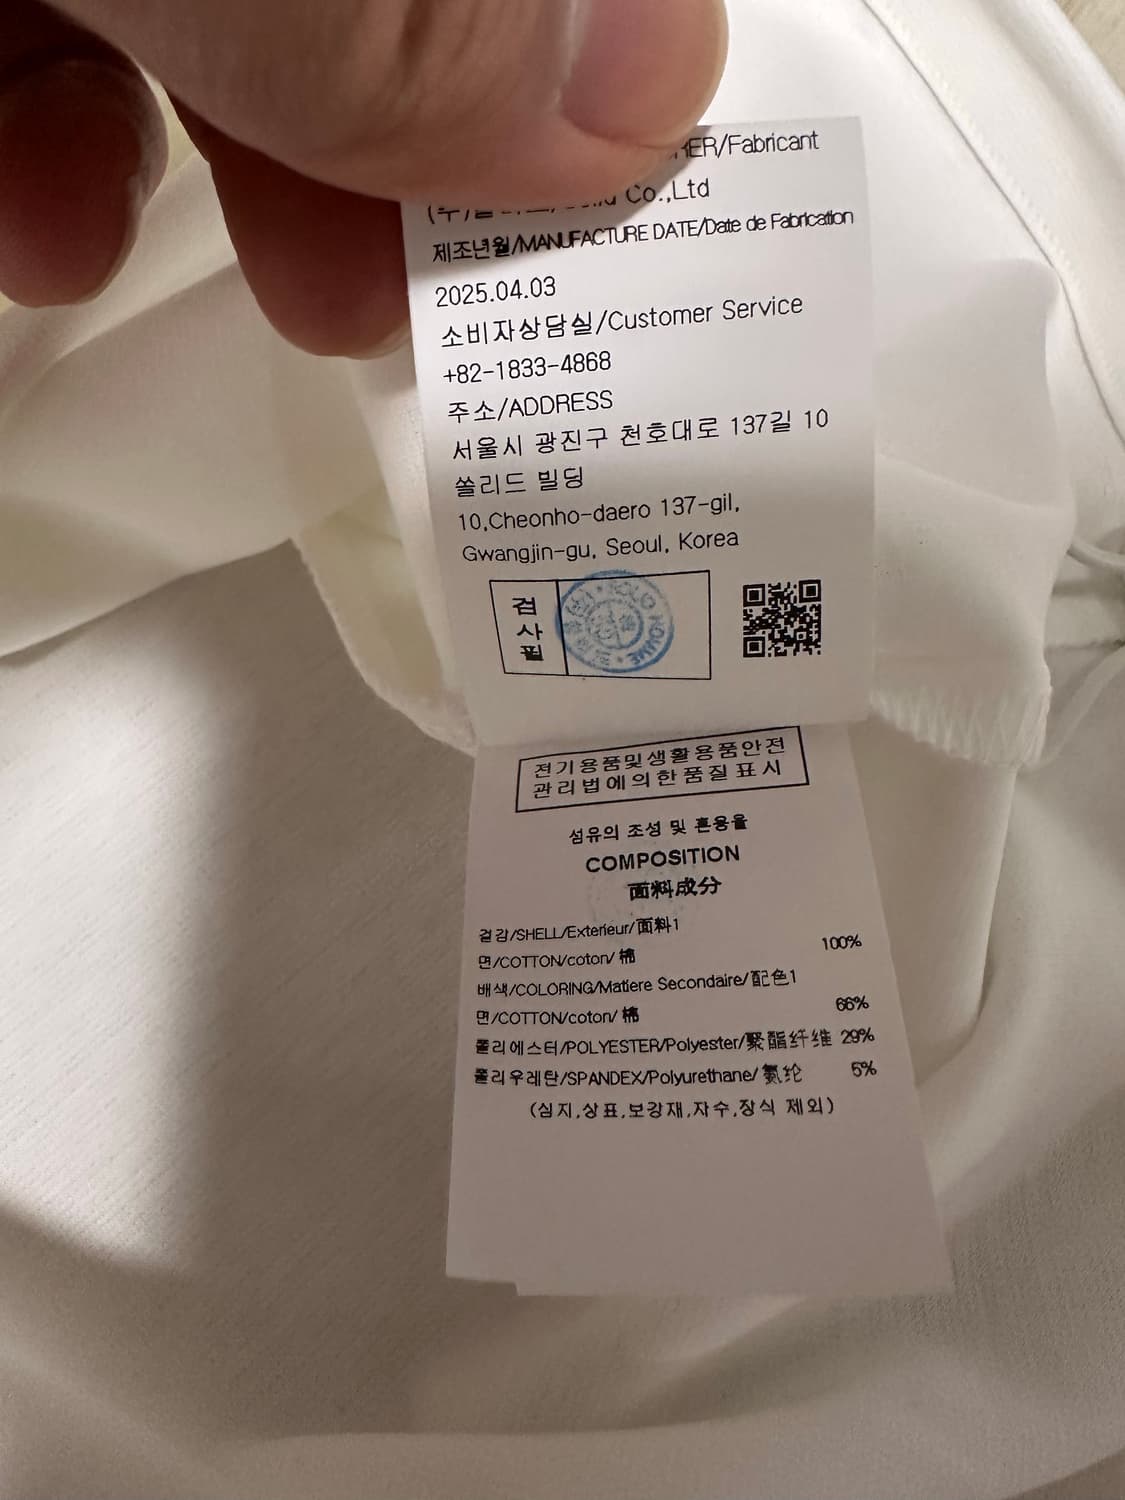 /Fabricant
Co.,Ltd
제조년월/MANUFACTURE DATE/Date de Fabrication
2025.04.03
소비자상담실/Customer Service
+82-1833-4868
주소/ADDRESS
서울시 광진구 천호대로 137길 10
쏠리드 빌딩
10,Cheonho-daero 137-gil,
Gwangjin-gu, Seoul, Korea
검
사
필
SOLID HOMME
전기용품및생활용품안전
관리법에의한품질표시
섬유의 조성 및 혼용율
COMPOSITION
面料成分
겉감/SHELL/Exterieur/面料1
면/COTTON/coton/棉 100%
배색/COLORING/Matiere Secondaire/配色1
면/COTTON/coton/棉 66%
폴리에스터/POLYESTER/Polyester/聚酯纤维 29%
폴리우레탄/SPANDEX/Polyurethane/氨纶 5%
(심지,상표,보강재,자수,장식 제외)